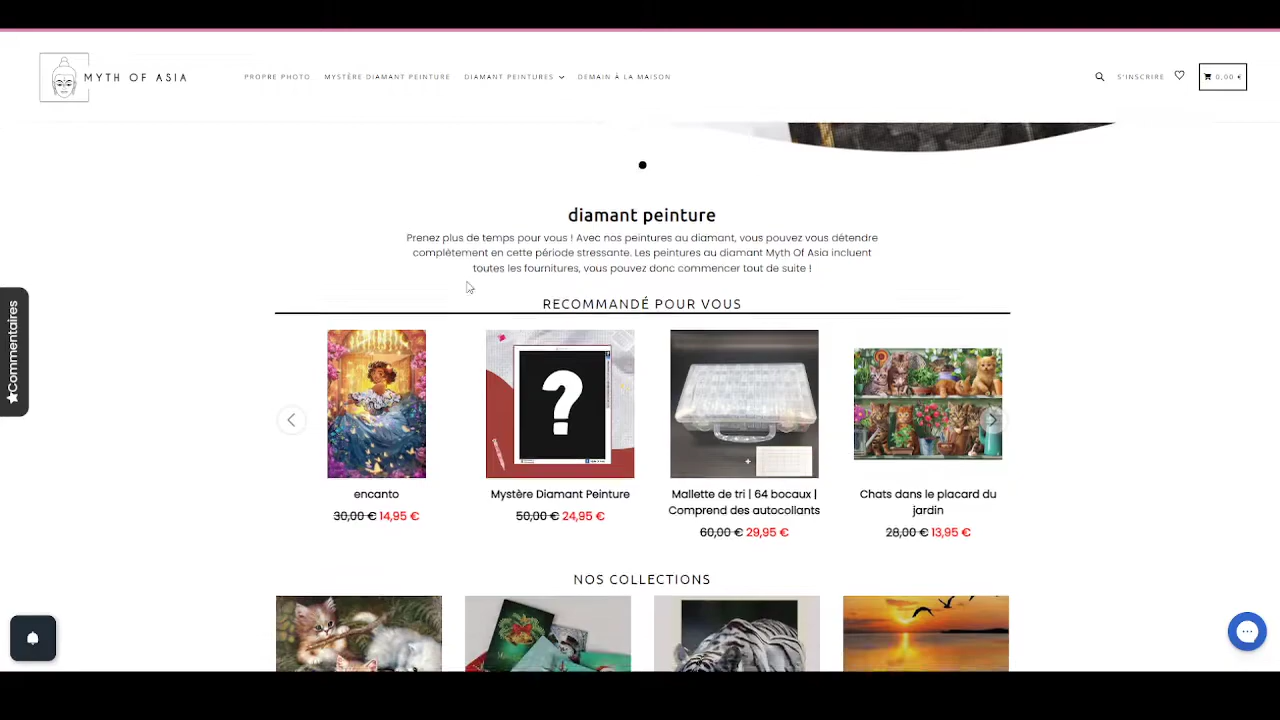 MYTH OF ASIA
PROPRE PHOTO
MYSTÈRE DIAMANT PEINTURE
DIAMANT PEINTURES
DEMAIN À LA MAISON
S'INSCRIRE
0,00 €
diamant peinture
Prenez plus de temps pour vous ! Avec nos peintures au diamant, vous pouvez vous détendre
complètement en cette période stressante. Les peintures au diamant Myth Of Asia incluent
toutes les fournitures, vous pouvez donc commencer tout de suite !
★Commentaires
RECOMMANDÉ POUR VOUS
?
+
encanto
30,00 € 14,95 €
Mystère Diamant Peinture
50,00 € 24,95 €
Mallette de tri | 64 bocaux |
Comprend des autocollants
60,00 € 29,95 €
Chats dans le placard du
jardin
28,00 € 13,95 €
NOS COLLECTIONS